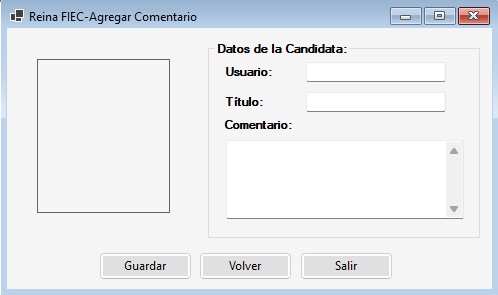 Reina FIEC-Agregar Comentario
Datos de la Candidata:
Usuario:
Título:
Comentario:
Guardar Volver Salir